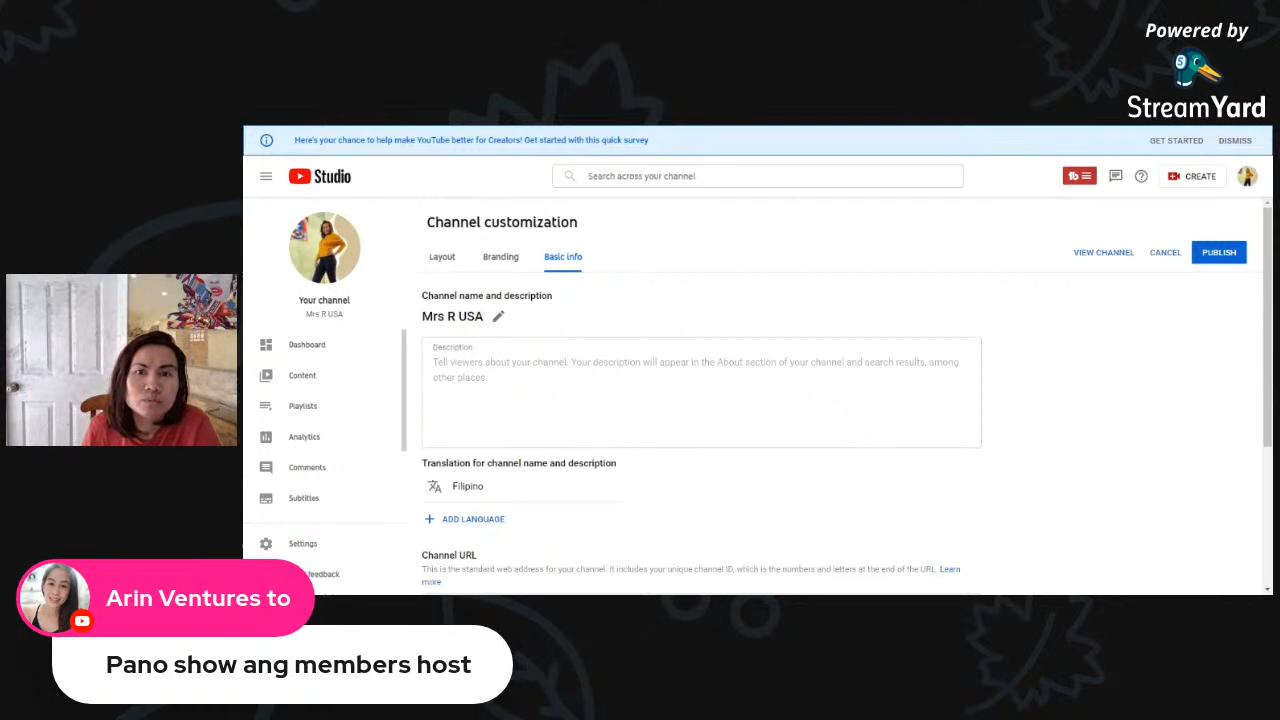 Powered by
StreamYard
Here's your chance to help make YouTube better for Creators! Get started with this quick survey
GET STARTED
DISMISS
Studio
Search across your channel
CREATE
Channel customization
Layout
Branding
Basic info
VIEW CHANNEL
CANCEL
PUBLISH
Your channel
Mrs R USA
Dashboard
Content
Playlists
Analytics
Comments
Subtitles
Settings
feedback
Channel name and description
Mrs R USA
Description
Tell viewers about your channel. Your description will appear in the About section of your channel and search results, among
other places.
Translation for channel name and description
Filipino
ADD LANGUAGE
Channel URL
This is the standard web address for your channel. It includes your unique channel ID, which is the numbers and letters at the end of the URL. Learn
more
Arin Ventures to
Pano show ang members host